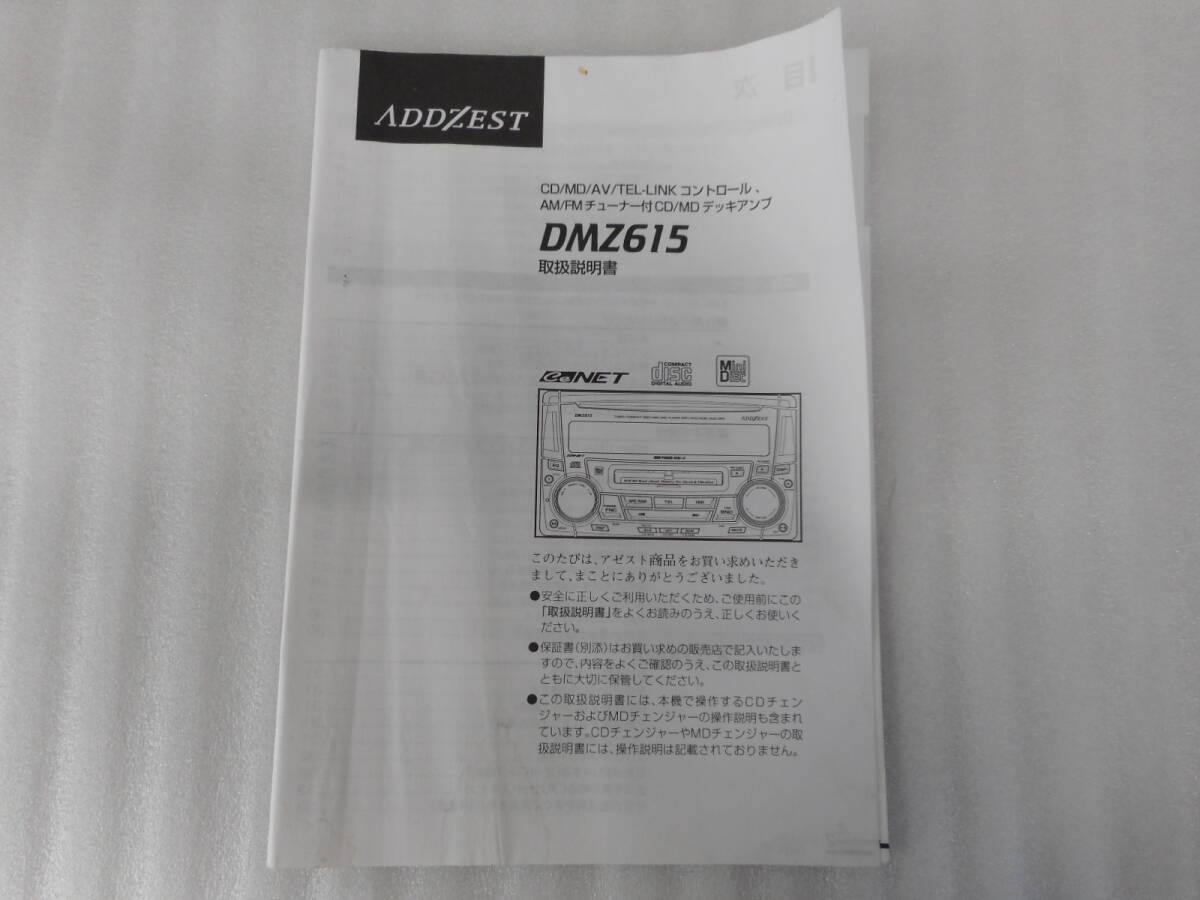 目次
ADDZEST
CD/MD/AV/TEL-LINK コントロール、
AM/FMチューナー付CD/MD デッキアンプ
DMZ615
取扱説明書
CeNET
COMPACT
disc
DIGITAL AUDIO
Mini
Disc
DMZ615
ADDZEST
このたびは、アゼスト商品をお買い求めいただき
まして、まことにありがとうございました。
●安全に正しくご利用いただくため、ご使用前にこの
「取扱説明書」をよくお読みのうえ、正しくお使いく
ださい。
●保証書(別添)はお買い求めの販売店で記入いたしま
すので、内容をよくご確認のうえ、この取扱説明書と
ともに大切に保管してください。
●この取扱説明書には、本機で操作するCDチェン
ジャーおよびMDチェンジャーの操作説明も含まれ
ています。CDチェンジャーやMDチェンジャーの取
扱説明書には、操作説明は記載されておりません。